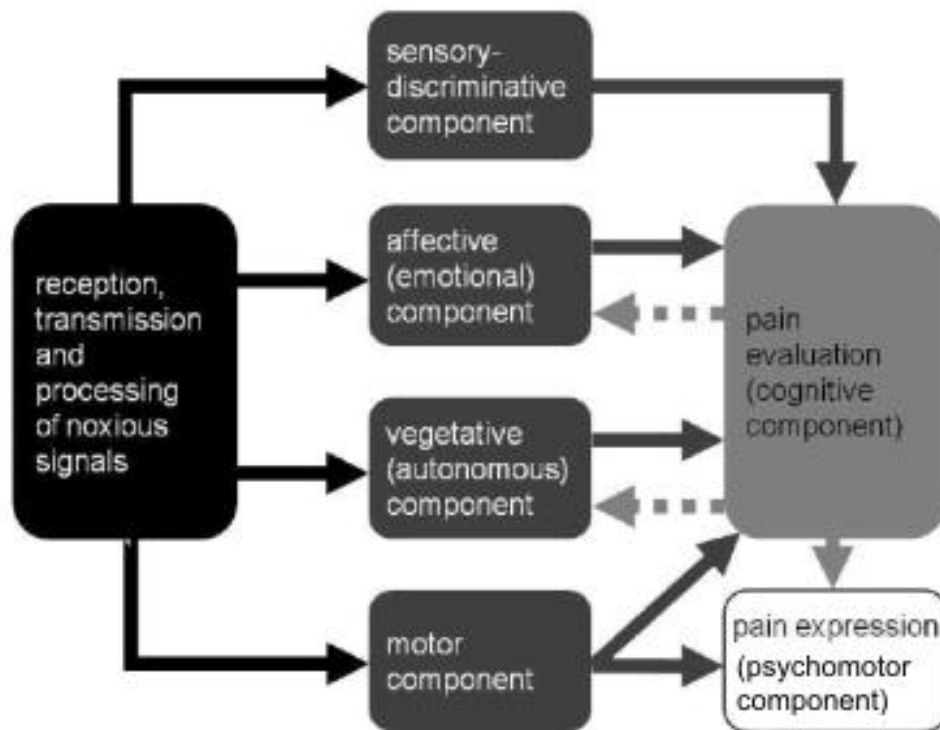 sensory-
discriminative
component
reception,
transmission
and
processing
of noxious
signals
affective
(emotional)
component
pain
evaluation
(cognitive
component)
vegetative
(autonomous)
component
motor
component
pain expression
(psychomotor
component)